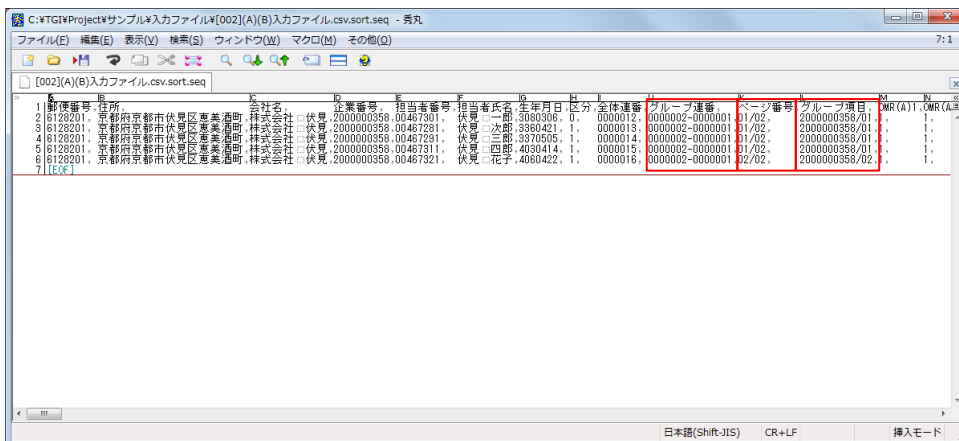 C:¥TGI¥Project¥サンプル¥入力ファイル¥[002](A)(B)入力ファイル.csv.sort.seq - 秀丸
ファイル(F) 編集(E) 表示(V) 検索(S) ウィンドウ(W) マクロ(M) その他(O) 7:1
[002](A)(B)入力ファイル.csv.sort.seq
B C D E F G H I J K L M N
1 郵便番号,住所, 会社名, 企業番号, 担当者番号,担当者氏名,生年月日,区分,全体連番,グループ連番, ページ番号,グループ項目, OMR(A)1,OMR(A
2 6128201, 京都府京都市伏見区恵美酒町,株式会社□伏見,2000000358,00467301, 伏見□一郎,3080306, 0, 0000012, 0000002-0000001,01/02, 2000000358/01,1, 1,
3 6128201, 京都府京都市伏見区恵美酒町,株式会社□伏見,2000000358,00467281, 伏見□次郎,3360421, 1, 0000013, 0000002-0000001,01/02, 2000000358/01,1, 1,
4 6128201, 京都府京都市伏見区恵美酒町,株式会社□伏見,2000000358,00467291, 伏見□三郎,3370505, 1, 0000014, 0000002-0000001,01/02, 2000000358/01,1, 1,
5 6128201, 京都府京都市伏見区恵美酒町,株式会社□伏見,2000000358,00467311, 伏見□四郎,4030414, 1, 0000015, 0000002-0000001,01/02, 2000000358/01,1, 1,
6 6128201, 京都府京都市伏見区恵美酒町,株式会社□伏見,2000000358,00467321, 伏見□花子,4060422, 1, 0000016, 0000002-0000001,02/02, 2000000358/02,1, 1,
7 [EOF]
日本語(Shift-JIS) CR+LF 挿入モード